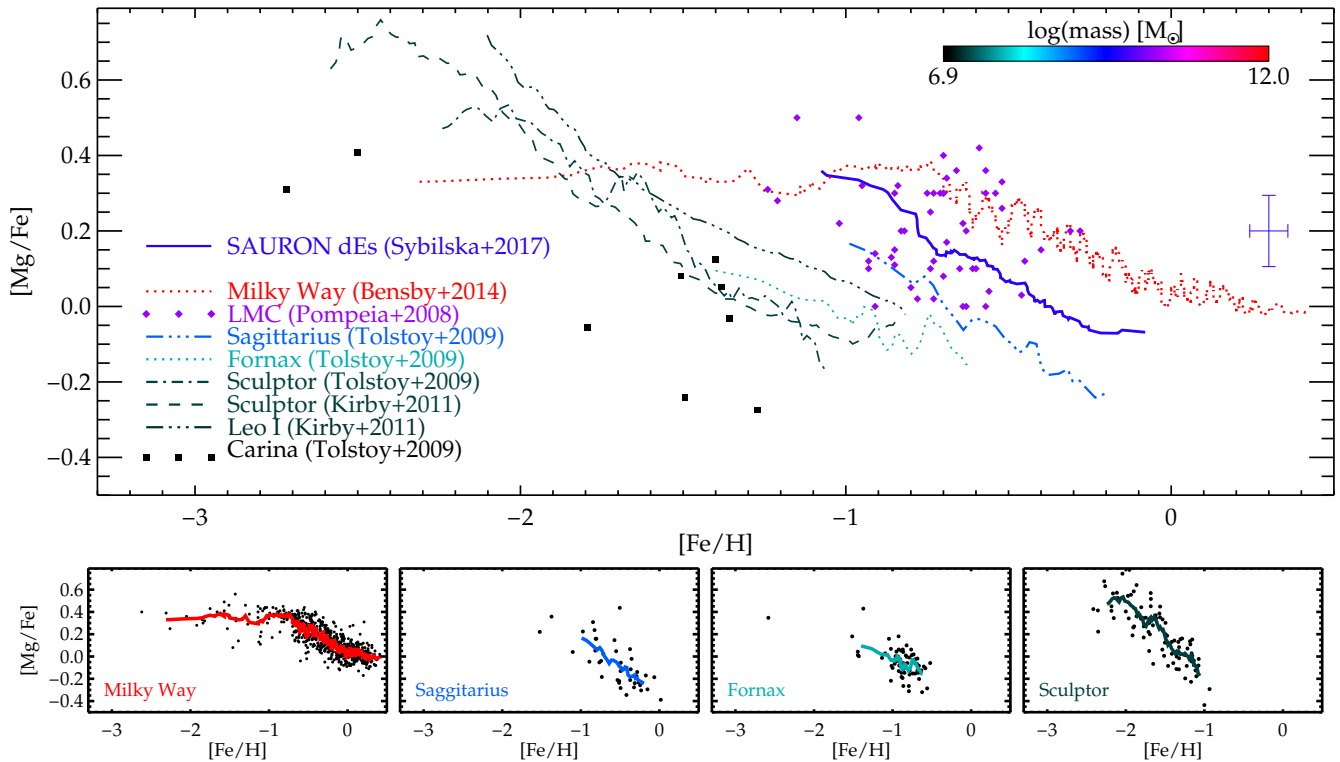 log(mass) [M☉]
6.9 12.0
0.6
0.4
0.2
0.0
−0.2
−0.4
[Mg/Fe]
SAURON dEs (Sybilska+2017)
Milky Way (Bensby+2014)
LMC (Pompeia+2008)
Sagittarius (Tolstoy+2009)
Fornax (Tolstoy+2009)
Sculptor (Tolstoy+2009)
Sculptor (Kirby+2011)
Leo I (Kirby+2011)
Carina (Tolstoy+2009)
−3 −2 −1 0
[Fe/H]
[Mg/Fe]
0.6
0.4
0.2
0.0
−0.2
−0.4
Milky Way
−3 −2 −1 0
[Fe/H]
Saggitarius
−3 −2 −1 0
[Fe/H]
Fornax
−3 −2 −1 0
[Fe/H]
Sculptor
−3 −2 −1 0
[Fe/H]